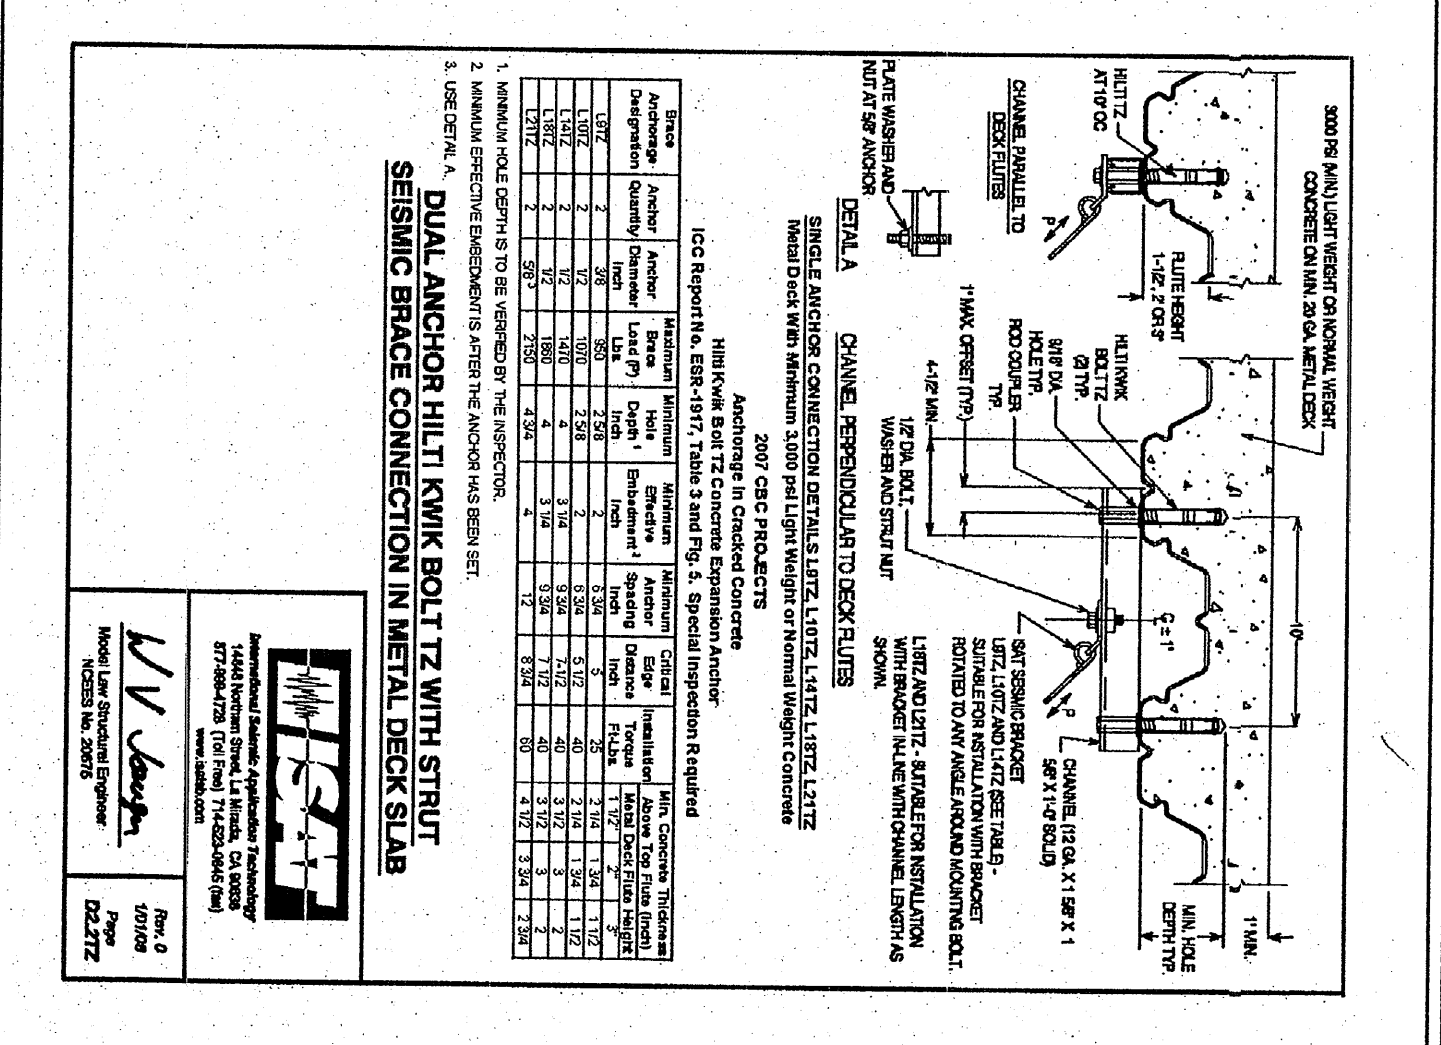 3000 PSI (MIN.) LIGHT WEIGHT OR NORMAL WEIGHT
CONCRETE ON MIN. 20 GA. METAL DECK
HILTI TZ
AT 10" OC
CHANNEL PARALLEL TO
DECK FLUTES
P
FLUTE HEIGHT
1-1/2", 2" OR 3"
PLATE WASHER AND
NUT AT 5/8" ANCHOR
DETAIL A
10"
1" MIN.
MIN. HOLE
DEPTH TYP.
HILTI KWIK
BOLT TZ
(2) TYP.
9/16" DIA.
HOLE TYP.
ROD COUPLER
TYP.
1" MAX. OFFSET (TYP.)
4-1/2" MIN.
1/2" DIA. BOLT,
WASHER AND STRUT NUT
± 1"
P
CHANNEL (12 GA. X 1 5/8" X 1
5/8" X 1'-0" SOLID)
ISAT SEISMIC BRACKET
L9TZ, L10TZ AND L14TZ (SEE TABLE) -
SUITABLE FOR INSTALLATION WITH BRACKET
ROTATED TO ANY ANGLE AROUND MOUNTING BOLT.
L18TZ AND L21TZ - SUITABLE FOR INSTALLATION
WITH BRACKET IN-LINE WITH CHANNEL LENGTH AS
SHOWN.
CHANNEL PERPENDICULAR TO DECK FLUTES
SINGLE ANCHOR CONNECTION DETAILS L9TZ, L10TZ, L14TZ, L18TZ, L21TZ
Metal Deck With Minimum 3,000 psi Light Weight or Normal Weight Concrete
2007 CBC PROJECTS
Anchorage in Cracked Concrete
Hilti Kwik Bolt TZ Concrete Expansion Anchor
ICC Report No. ESR-1917, Table 3 and Fig. 5. Special Inspection Required
Brace Anchorage Designation | Anchor Quantity | Anchor Diameter Inch | Maximum Brace Load (P) Lbs. | Minimum Hole Depth ¹ Inch | Minimum Effective Embedment ² Inch | Minimum Anchor Spacing Inch | Critical Edge Distance Inch | Installation Torque Ft-Lbs. | Min. Concrete Thickness Above Top Flute (Inch) Metal Deck Flute Height 1 1/2" | 2" | 3"
L9TZ 2 3/8 950 2 5/8 2 6 3/4 5 25 2 1/4 1 3/4 1 1/2
L10TZ 2 1/2 1070 2 5/8 2 6 3/4 5 1/2 40 2 1/4 1 3/4 1 1/2
L14TZ 2 1/2 1470 4 3 1/4 9 3/4 7-1/2 40 3 1/2 3 2
L18TZ 2 1/2 1860 4 3 1/4 9 3/4 7 1/2 40 3 1/2 3 2
L21TZ 2 5/8 ³ 2150 4 3/4 4 12 8 3/4 60 4 1/2 3 3/4 2 3/4
1. MINIMUM HOLE DEPTH IS TO BE VERIFIED BY THE INSPECTOR.
2. MINIMUM EFFECTIVE EMBEDMENT IS AFTER THE ANCHOR HAS BEEN SET.
3. USE DETAIL A.
DUAL ANCHOR HILTI KWIK BOLT TZ WITH STRUT
SEISMIC BRACE CONNECTION IN METAL DECK SLAB
ISAT
International Seismic Application Technology
14848 Northam Street, La Mirada, CA 90638
877-999-4728 (Toll Free) 714-523-0845 (fax)
www.isatsb.com
Model Law Structural Engineer
NCEES No. 20676
Rev. 0
1/01/08
Page
D2.2TZ